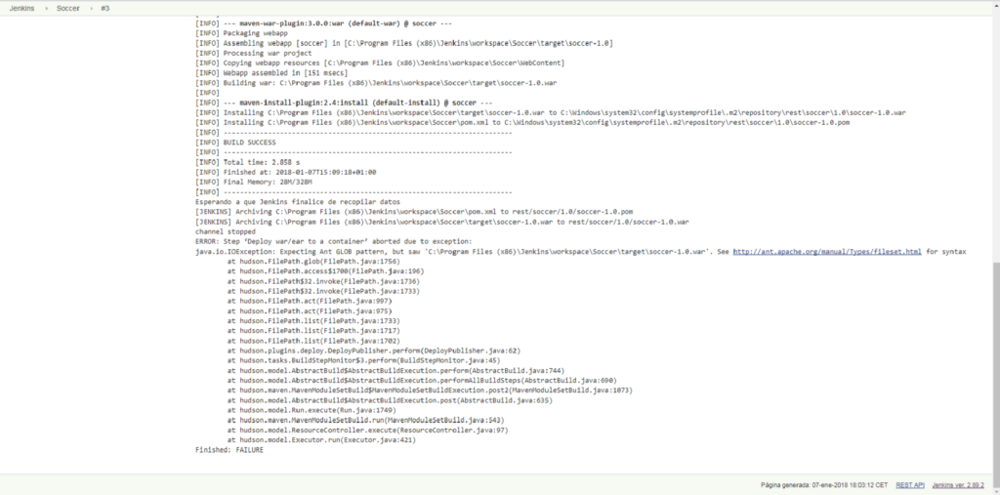 Jenkins › Soccer › #3
[INFO] --- maven-war-plugin:3.0.0:war (default-war) @ soccer ---
[INFO] Packaging webapp
[INFO] Assembling webapp [soccer] in [C:\Program Files (x86)\Jenkins\workspace\Soccer\target\soccer-1.0]
[INFO] Processing war project
[INFO] Copying webapp resources [C:\Program Files (x86)\Jenkins\workspace\Soccer\WebContent]
[INFO] Webapp assembled in [151 msecs]
[INFO] Building war: C:\Program Files (x86)\Jenkins\workspace\Soccer\target\soccer-1.0.war
[INFO]
[INFO] --- maven-install-plugin:2.4:install (default-install) @ soccer ---
[INFO] Installing C:\Program Files (x86)\Jenkins\workspace\Soccer\target\soccer-1.0.war to C:\Windows\system32\config\systemprofile\.m2\repository\rest\soccer\1.0\soccer-1.0.war
[INFO] Installing C:\Program Files (x86)\Jenkins\workspace\Soccer\pom.xml to C:\Windows\system32\config\systemprofile\.m2\repository\rest\soccer\1.0\soccer-1.0.pom
[INFO] ------------------------------------------------------------------------
[INFO] BUILD SUCCESS
[INFO] ------------------------------------------------------------------------
[INFO] Total time: 2.858 s
[INFO] Finished at: 2018-01-07T15:09:18+01:00
[INFO] Final Memory: 28M/328M
[INFO] ------------------------------------------------------------------------
Esperando a que Jenkins finalice de recopilar datos
[JENKINS] Archiving C:\Program Files (x86)\Jenkins\workspace\Soccer\pom.xml to rest/soccer/1.0/soccer-1.0.pom
[JENKINS] Archiving C:\Program Files (x86)\Jenkins\workspace\Soccer\target\soccer-1.0.war to rest/soccer/1.0/soccer-1.0.war
channel stopped
ERROR: Step ‘Deploy war/ear to a container’ aborted due to exception:
java.io.IOException: Expecting Ant GLOB pattern, but saw 'C:\Program Files (x86)\Jenkins\workspace\Soccer\target\soccer-1.0.war'. See http://ant.apache.org/manual/Types/fileset.html for syntax
at hudson.FilePath.glob(FilePath.java:1756)
at hudson.FilePath.access$1700(FilePath.java:196)
at hudson.FilePath$32.invoke(FilePath.java:1736)
at hudson.FilePath$32.invoke(FilePath.java:1733)
at hudson.FilePath.act(FilePath.java:997)
at hudson.FilePath.act(FilePath.java:975)
at hudson.FilePath.list(FilePath.java:1733)
at hudson.FilePath.list(FilePath.java:1717)
at hudson.FilePath.list(FilePath.java:1702)
at hudson.plugins.deploy.DeployPublisher.perform(DeployPublisher.java:62)
at hudson.tasks.BuildStepMonitor$3.perform(BuildStepMonitor.java:45)
at hudson.model.AbstractBuild$AbstractBuildExecution.perform(AbstractBuild.java:744)
at hudson.model.AbstractBuild$AbstractBuildExecution.performAllBuildSteps(AbstractBuild.java:690)
at hudson.maven.MavenModuleSetBuild$MavenModuleSetBuildExecution.post2(MavenModuleSetBuild.java:1073)
at hudson.model.AbstractBuild$AbstractBuildExecution.post(AbstractBuild.java:635)
at hudson.model.Run.execute(Run.java:1749)
at hudson.maven.MavenModuleSetBuild.run(MavenModuleSetBuild.java:543)
at hudson.model.ResourceController.execute(ResourceController.java:97)
at hudson.model.Executor.run(Executor.java:421)
Finished: FAILURE
Página generada: 07-ene-2018 18:03:12 CET REST API Jenkins ver. 2.89.2